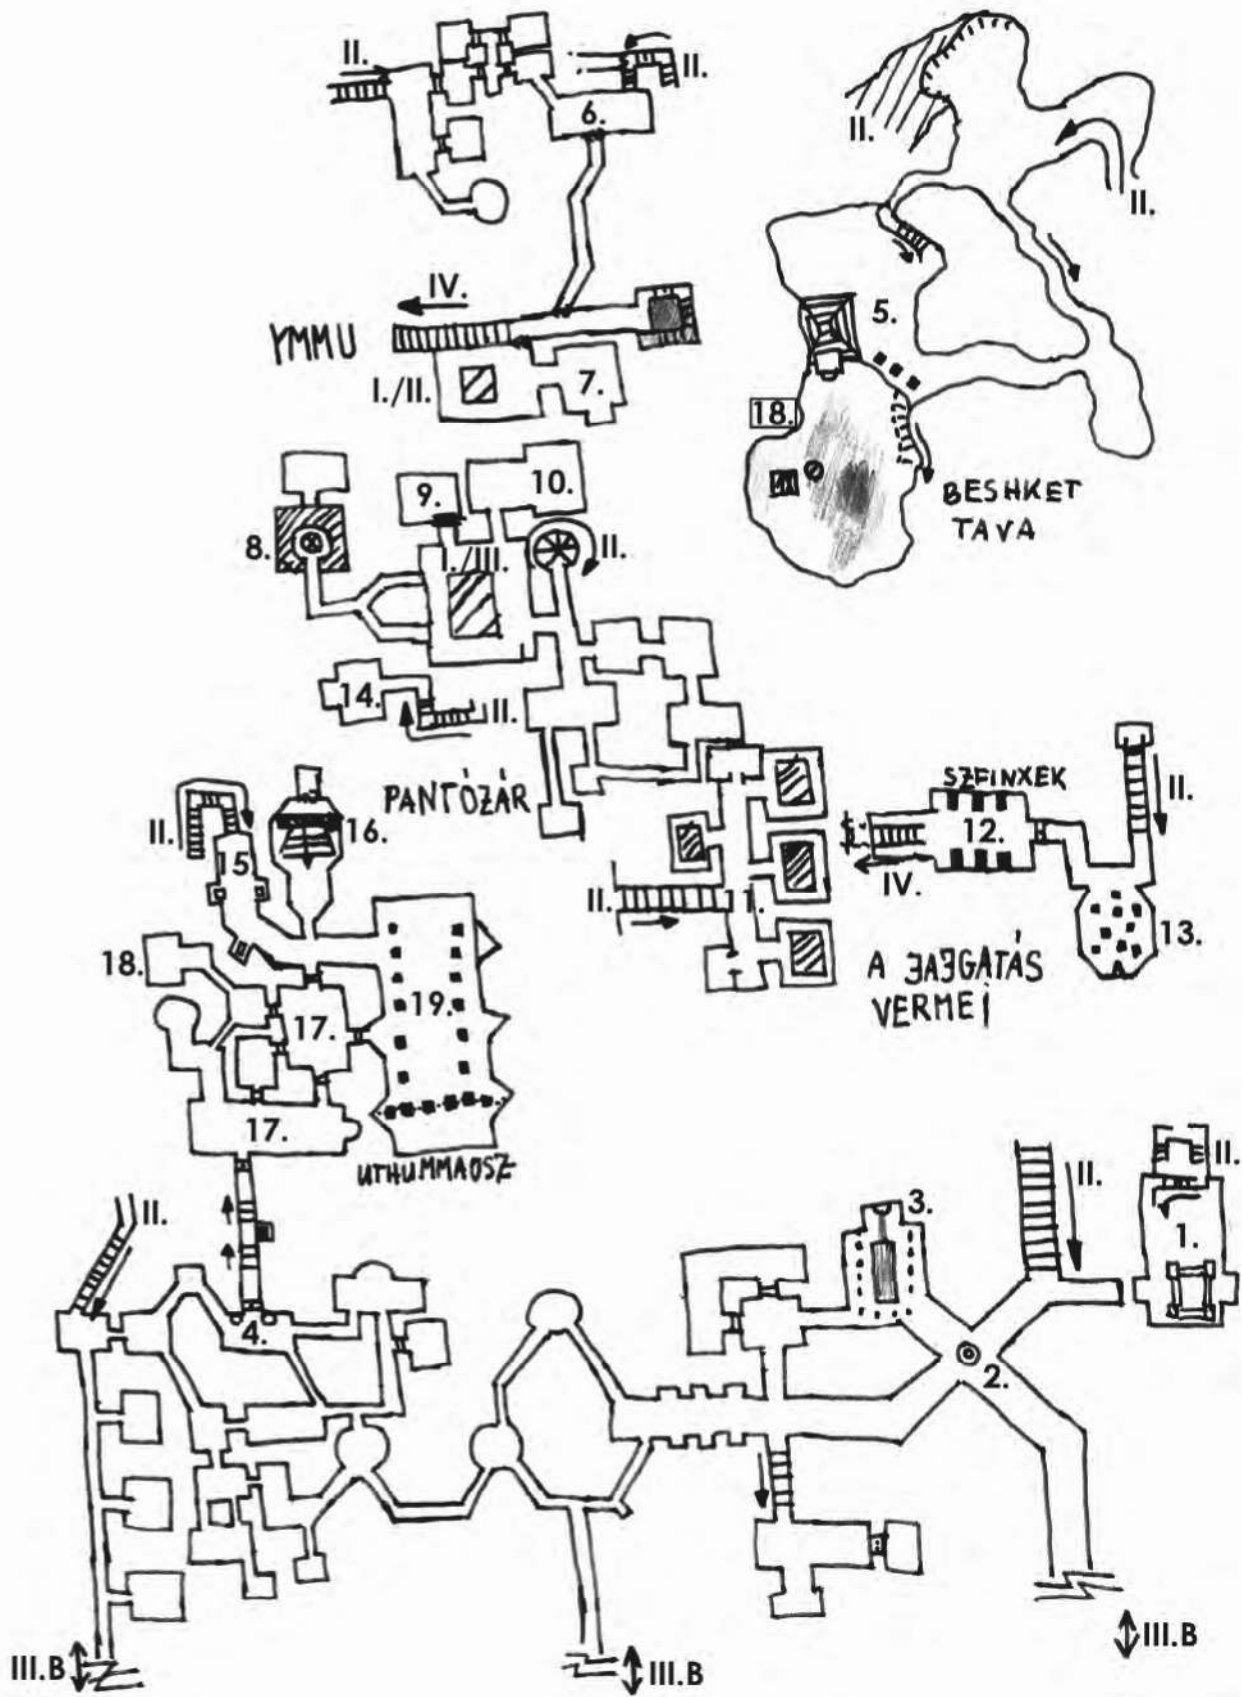 II.
II.
6.
II.
II.
IV.
YMMU
5.
I./II.
7.
18.
BESHKET
TAVA
10.
9.
8.
I./III.
II.
14.
II.
PANTÓZÁR
SZFINXEK
II.
II.
16.
12.
15.
IV.
II.
11.
13.
A JAJGATÁS
VERMEI
18.
19.
17.
17.
UTHUMMAOSZ
II.
II.
II.
3.
1.
4.
2.
III.B
III.B
III.B